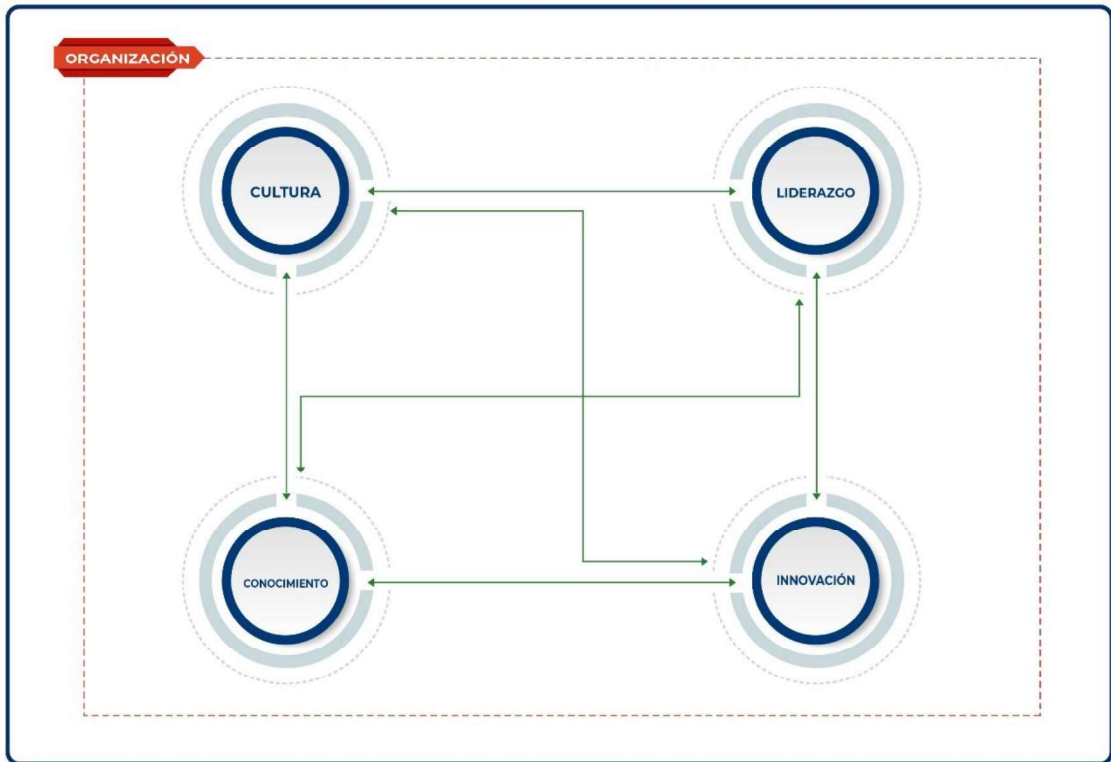 ORGANIZACIÓN
CULTURA
LIDERAZGO
CONOCIMIENTO
INNOVACIÓN